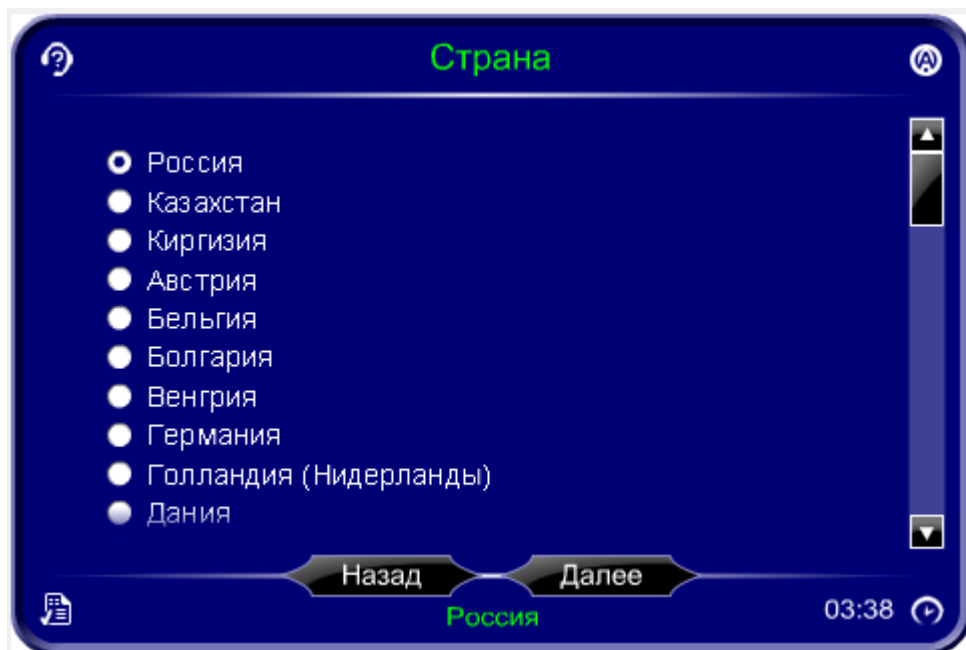 Страна
Россия
Казахстан
Киргизия
Австрия
Бельгия
Болгария
Венгрия
Германия
Голландия (Нидерланды)
Дания
Назад Далее
Россия 03:38